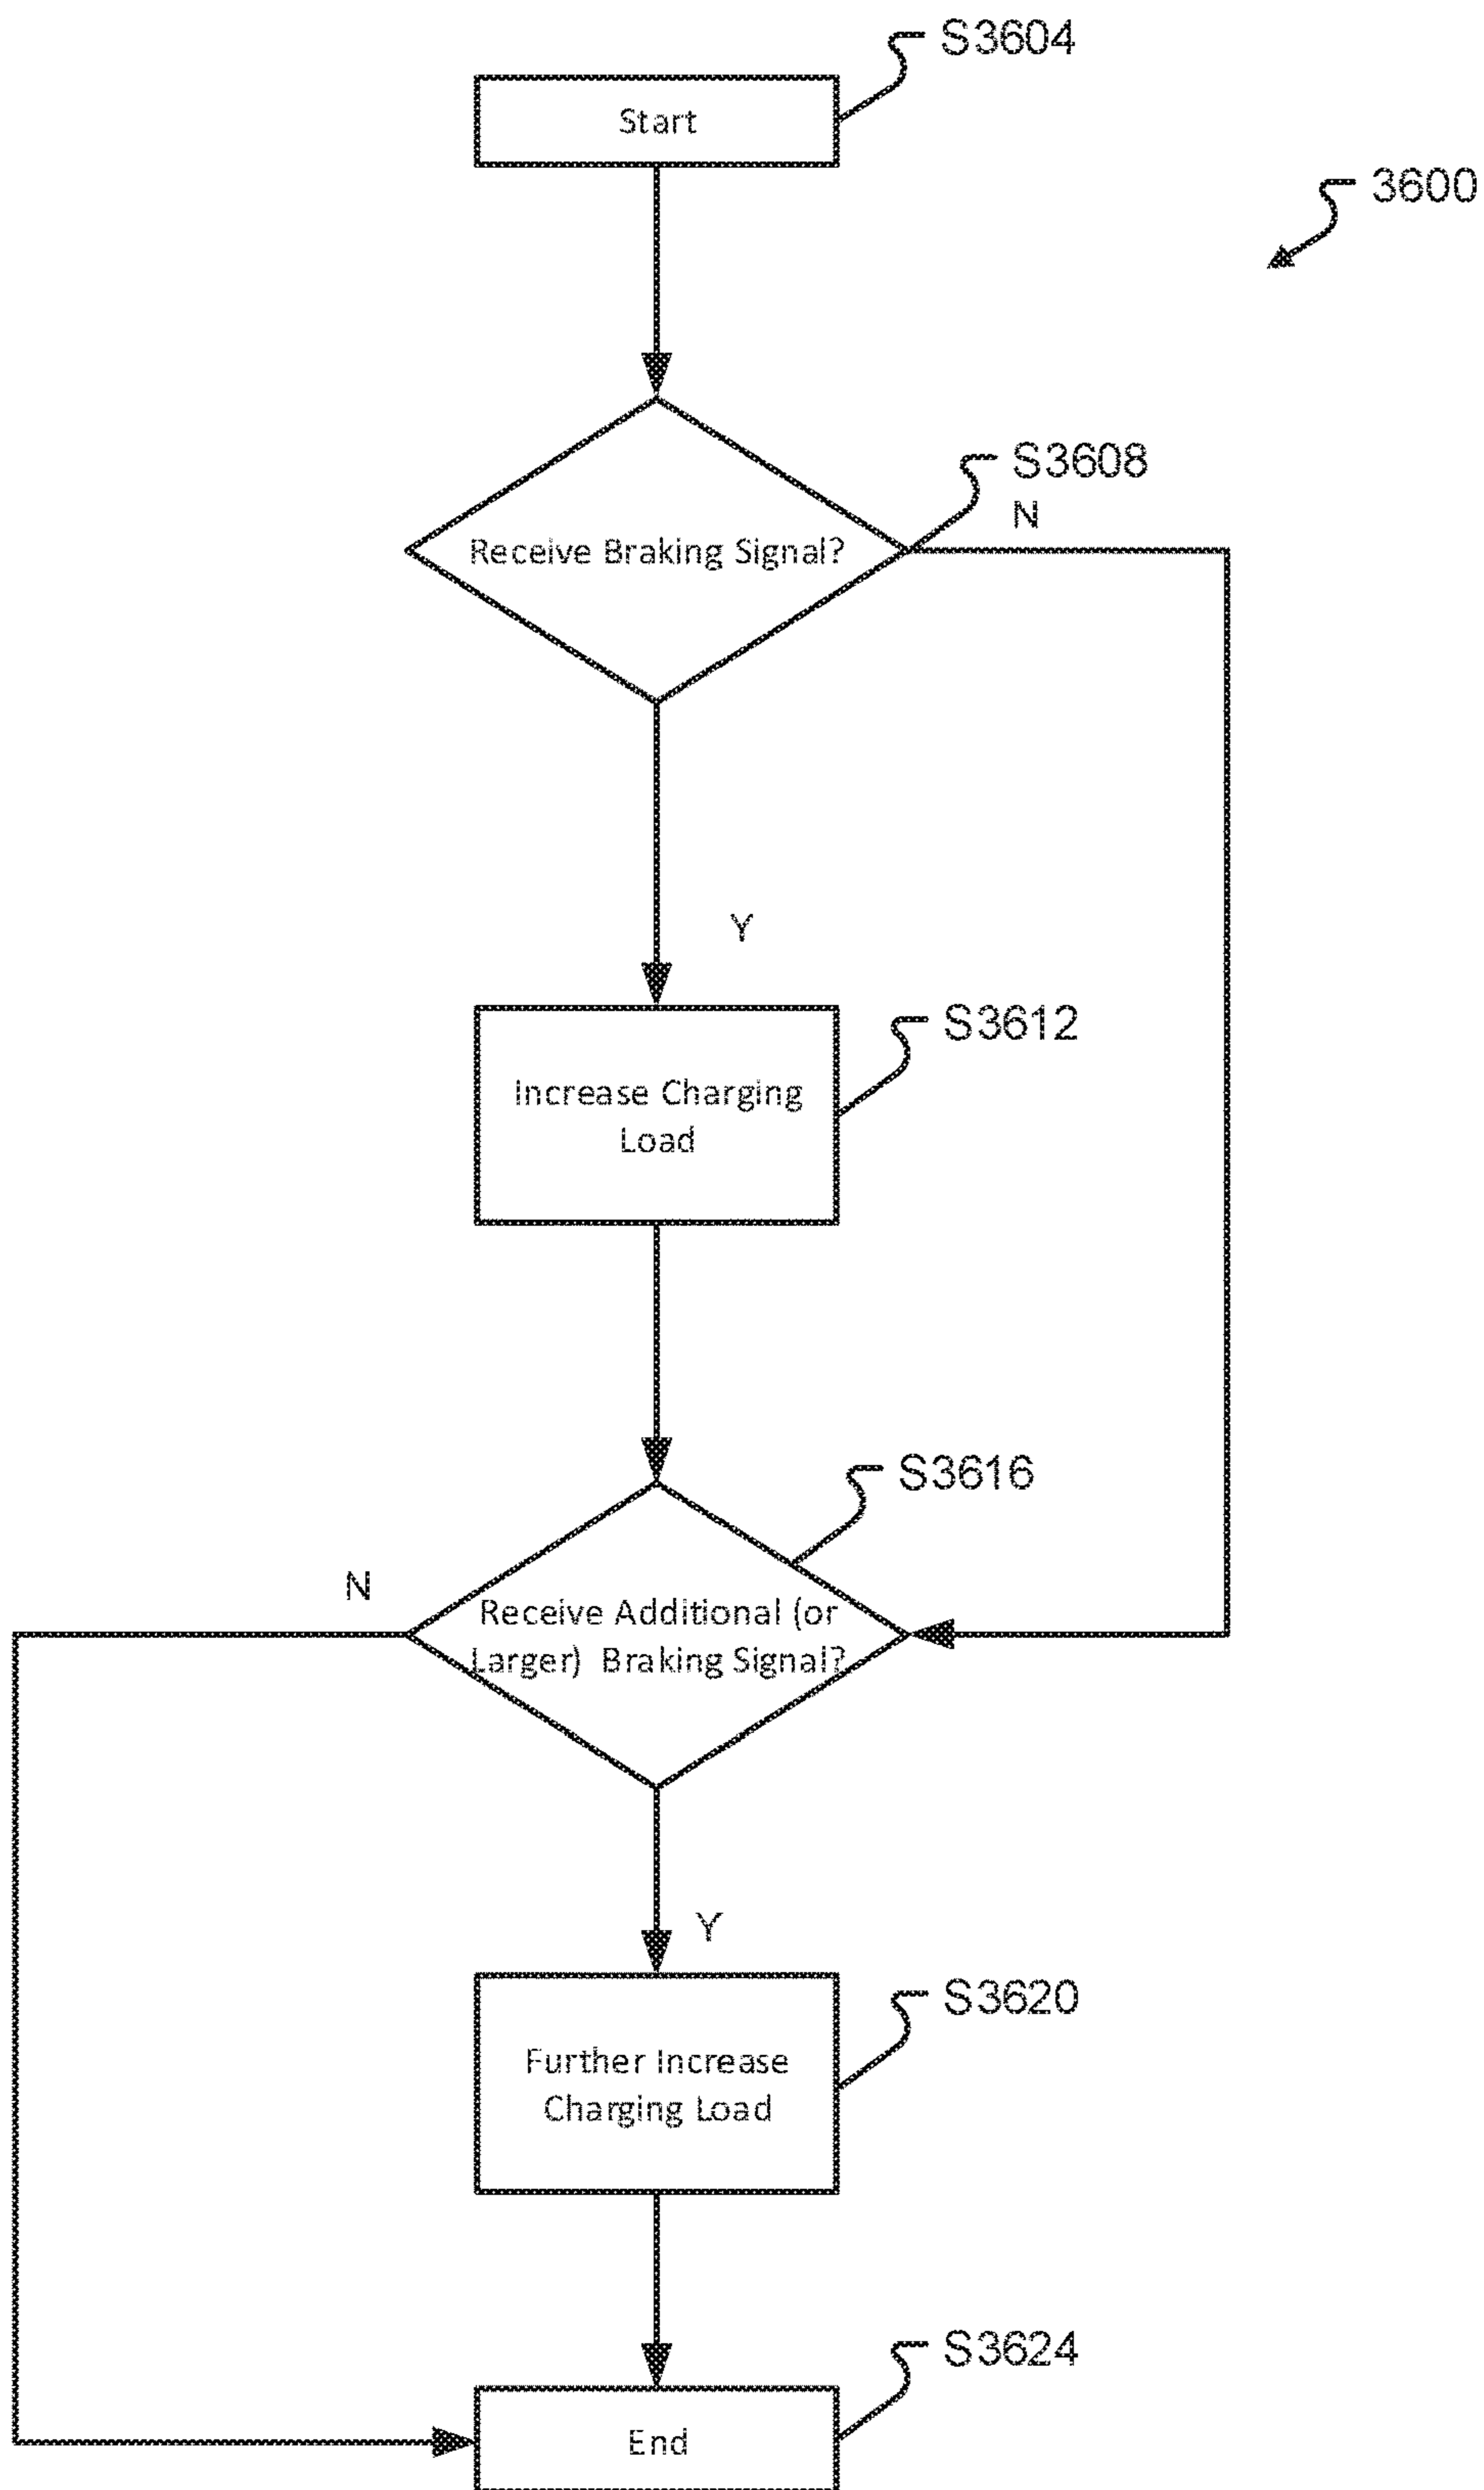 S3604
Start
3600
S3608
N
Receive Braking Signal?
Y
S3612
Increase Charging
Load
S3616
N
Receive Additional (or
Larger) Braking Signal?
Y
S3620
Further Increase
Charging Load
S3624
End